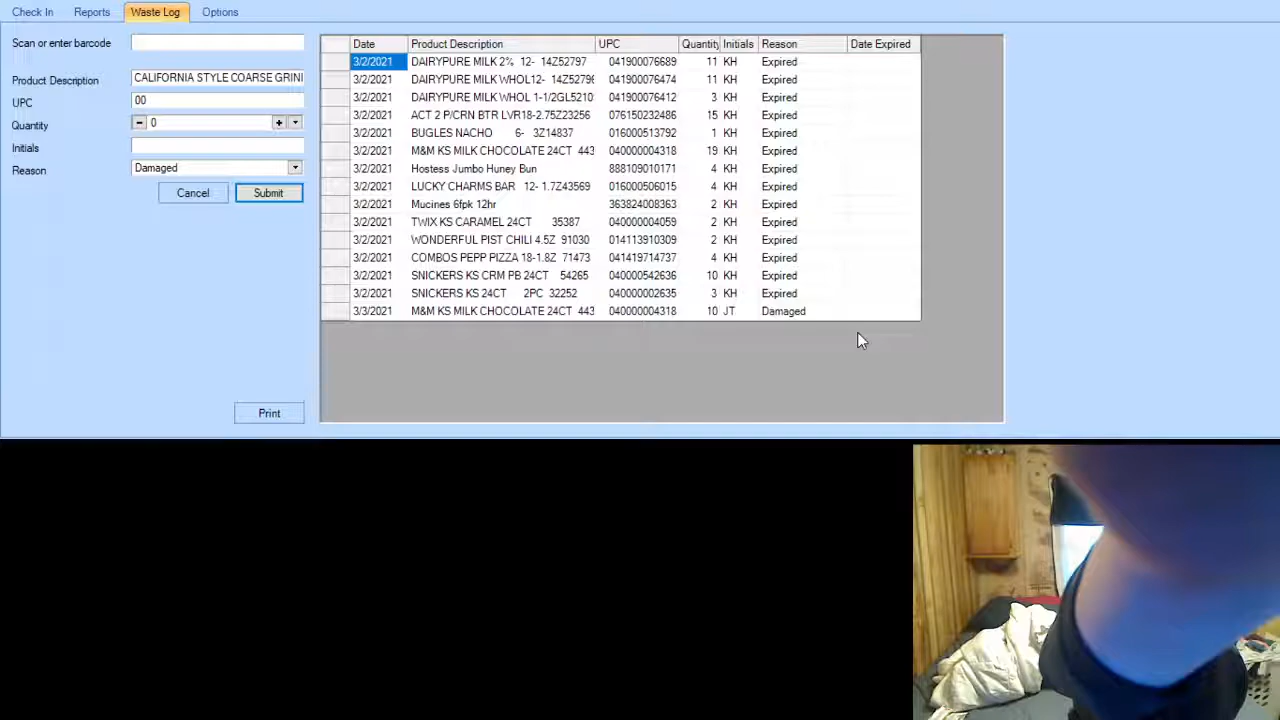 Check In Reports Waste Log Options
Scan or enter barcode
Product Description CALIFORNIA STYLE COARSE GRIN
UPC 00
Quantity - 0 +
Initials
Reason Damaged
Cancel Submit
Print
Date Product Description UPC Quantity Initials Reason Date Expired
3/2/2021 DAIRYPURE MILK 2% 12- 14Z52797 041900076689 11 KH Expired
3/2/2021 DAIRYPURE MILK WHOL12- 14Z52796 041900076474 11 KH Expired
3/2/2021 DAIRYPURE MILK WHOL 1-1/2GL5210 041900076412 3 KH Expired
3/2/2021 ACT 2 P/CRN BTR LVR18-2.75Z23256 076150232486 15 KH Expired
3/2/2021 BUGLES NACHO 6- 3Z14837 016000513792 1 KH Expired
3/2/2021 M&M KS MILK CHOCOLATE 24CT 443 040000004318 19 KH Expired
3/2/2021 Hostess Jumbo Huney Bun 888109010171 4 KH Expired
3/2/2021 LUCKY CHARMS BAR 12- 1.7Z43569 016000506015 4 KH Expired
3/2/2021 Mucines 6fpk 12hr 363824008363 2 KH Expired
3/2/2021 TWIX KS CARAMEL 24CT 35387 040000004059 2 KH Expired
3/2/2021 WONDERFUL PIST CHILI 4.5Z 91030 014113910309 2 KH Expired
3/2/2021 COMBOS PEPP PIZZA 18-1.8Z 71473 041419714737 4 KH Expired
3/2/2021 SNICKERS KS CRM PB 24CT 54265 040000542636 10 KH Expired
3/2/2021 SNICKERS KS 24CT 2PC 32252 040000002635 3 KH Expired
3/3/2021 M&M KS MILK CHOCOLATE 24CT 443 040000004318 10 JT Damaged